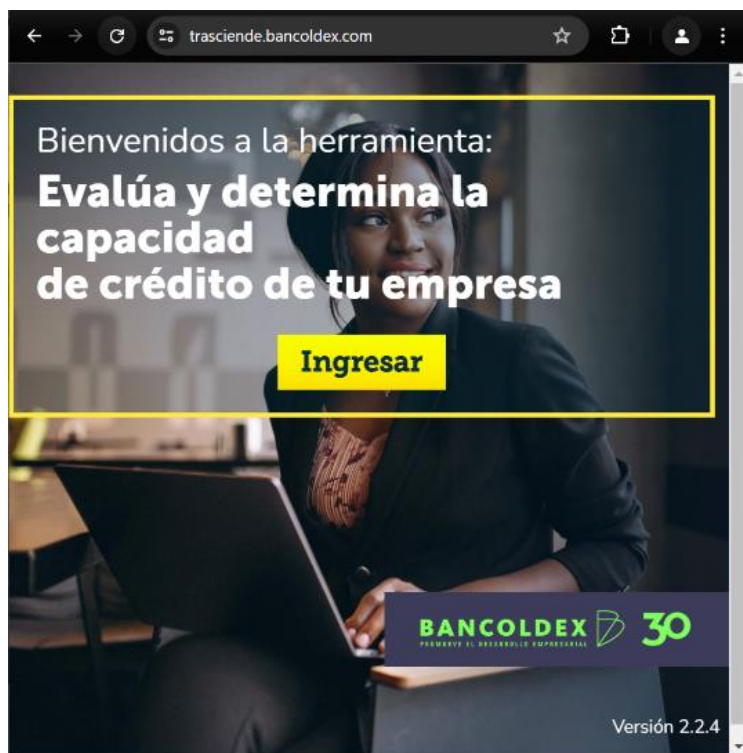 trasciende.bancoldex.com
Bienvenidos a la herramienta:
Evalúa y determina la
capacidad
de crédito de tu empresa
Ingresar
BANCOLDEX 30
PROMUEVE EL DESARROLLO EMPRESARIAL
Versión 2.2.4